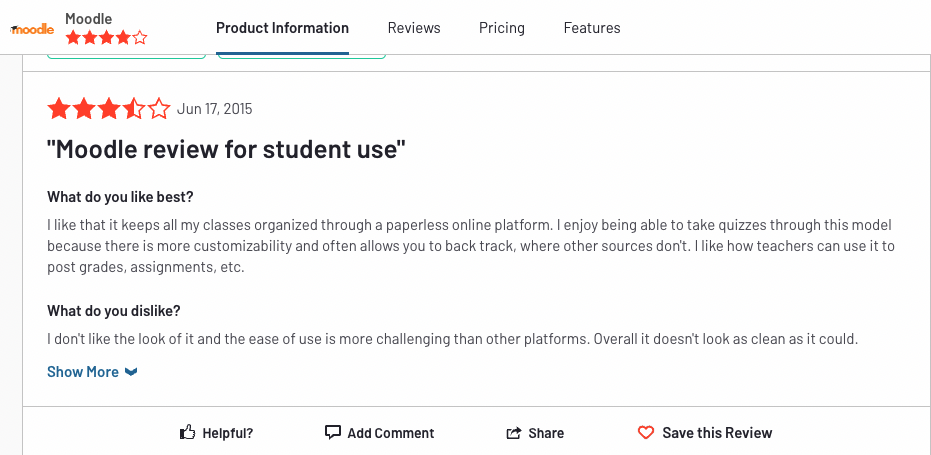 moodle
Moodle
Product Information
Reviews
Pricing
Features
Jun 17, 2015
"Moodle review for student use"
What do you like best?
I like that it keeps all my classes organized through a paperless online platform. I enjoy being able to take quizzes through this model
because there is more customizability and often allows you to back track, where other sources don't. I like how teachers can use it to
post grades, assignments, etc.
What do you dislike?
I don't like the look of it and the ease of use is more challenging than other platforms. Overall it doesn't look as clean as it could.
Show More
Helpful?
Add Comment
Share
Save this Review